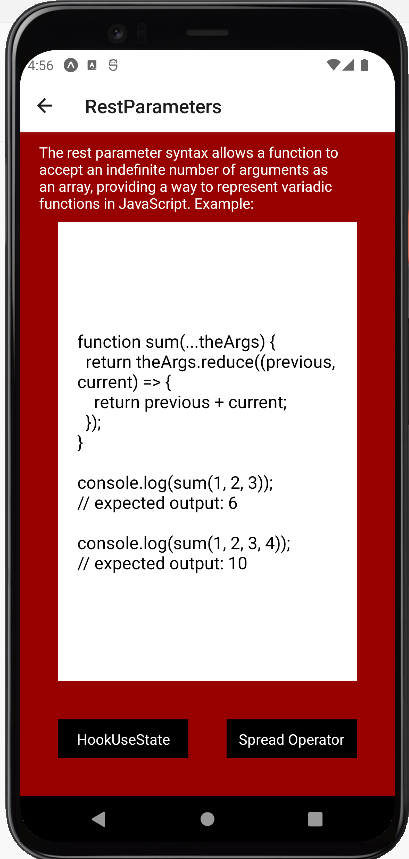 4:56
RestParameters
The rest parameter syntax allows a function to
accept an indefinite number of arguments as
an array, providing a way to represent variadic
functions in JavaScript. Example:
function sum(...theArgs) {
  return theArgs.reduce((previous,
current) => {
    return previous + current;
  });
}
console.log(sum(1, 2, 3));
// expected output: 6
console.log(sum(1, 2, 3, 4));
// expected output: 10
HookUseState
Spread Operator